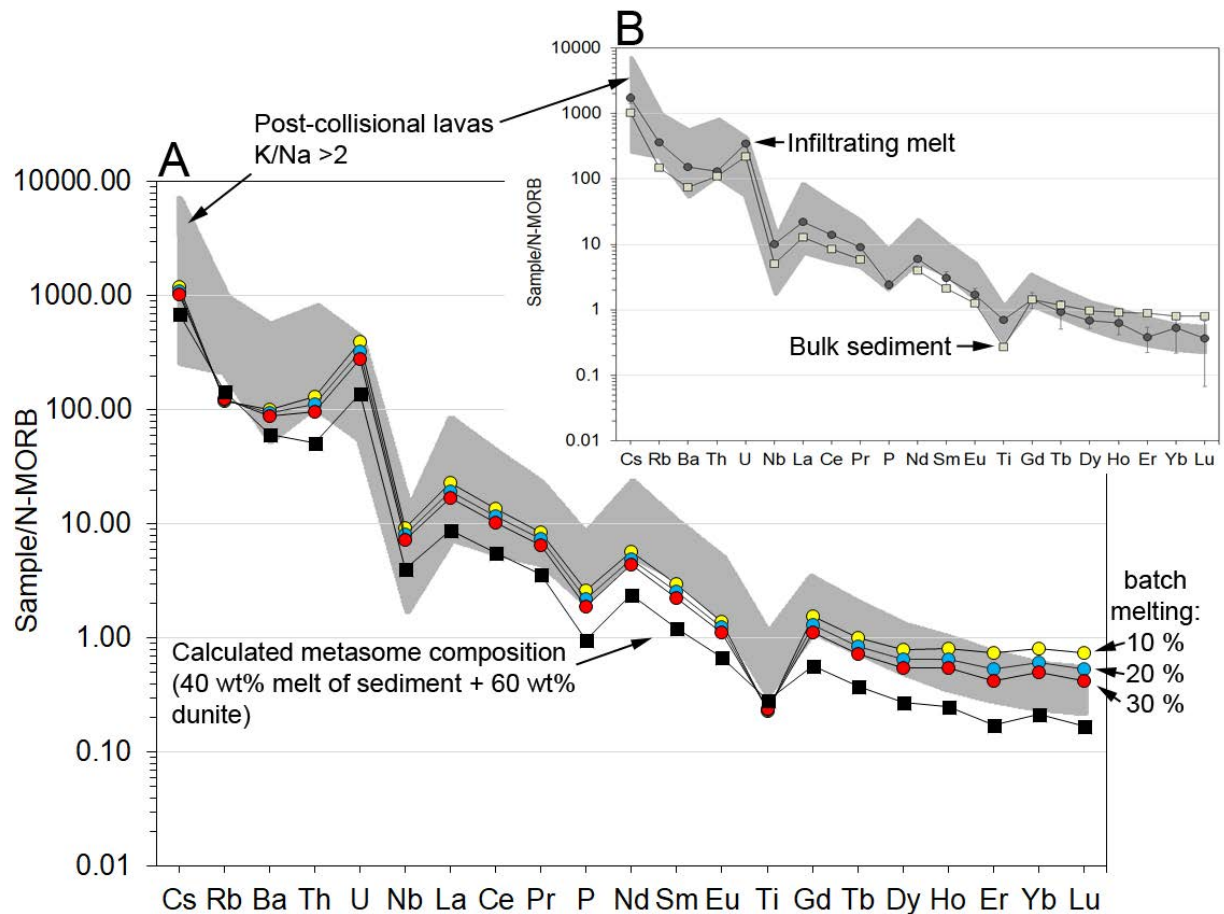 B
10000
1000
100
10
1
0.1
0.01
Sample/N-MORB
Infiltrating melt
Bulk sediment
Cs Rb Ba Th U Nb La Ce Pr P Nd Sm Eu Ti Gd Tb Dy Ho Er Yb Lu
Post-collisional lavas
K/Na >2
A
10000.00
1000.00
100.00
10.00
1.00
0.10
0.01
Sample/N-MORB
Calculated metasome composition
(40 wt% melt of sediment + 60 wt%
dunite)
batch
melting:
10 %
20 %
30 %
Cs Rb Ba Th U Nb La Ce Pr P Nd Sm Eu Ti Gd Tb Dy Ho Er Yb Lu